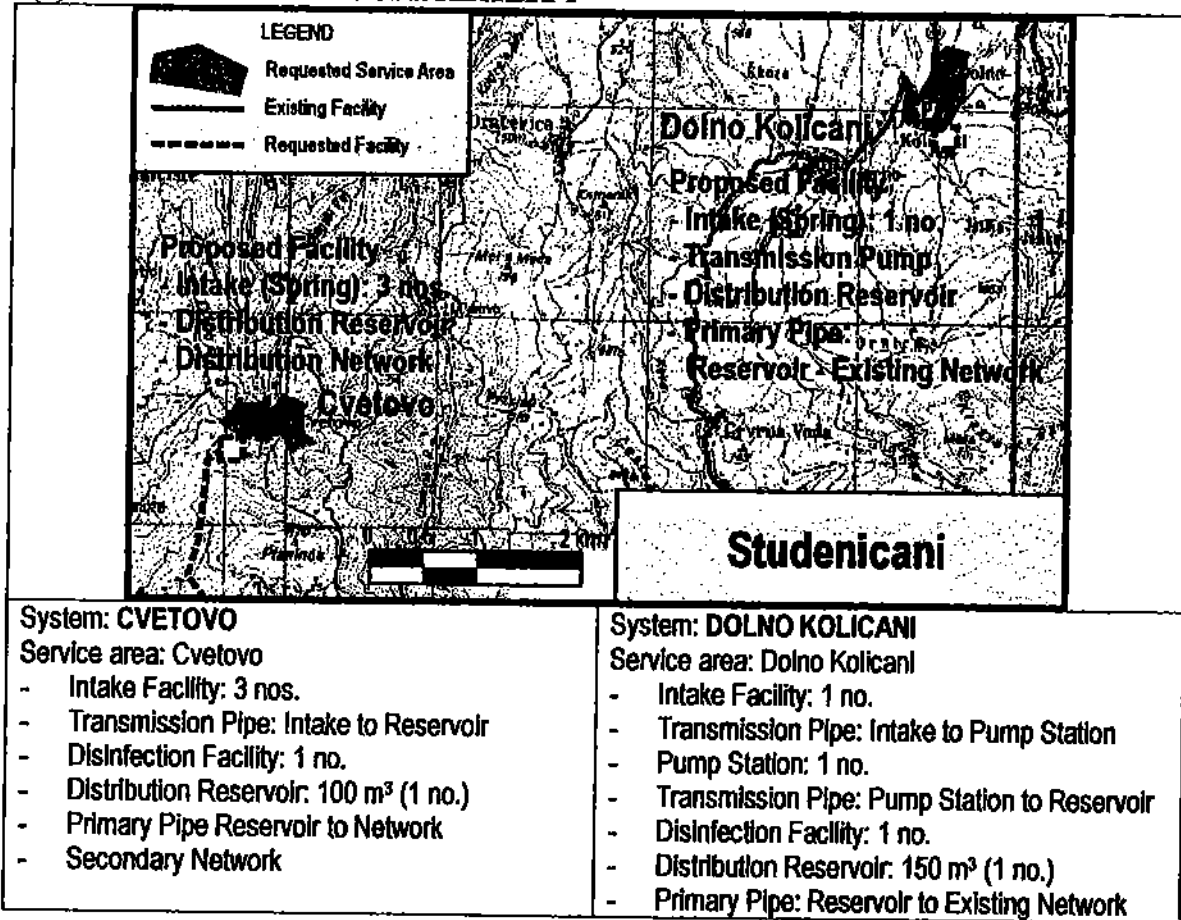 LEGEND
Requested Service Area
Existing Facility
Requested Facility
Dolno Kolicani
Proposed Facility
- Intake (Spring): 1 no.
- Transmission Pump
- Distribution Reservoir
- Primary Pipe:
Reservoir - Existing Network
Proposed Facility
- Intake (Spring): 3 nos.
- Distribution Reservoir
- Distribution Network
Cvetovo
0 0.5 1 2 km
Studenicani
System: CVETOVO
Service area: Cvetovo
- Intake Facility: 3 nos.
- Transmission Pipe: Intake to Reservoir
- Disinfection Facility: 1 no.
- Distribution Reservoir: 100 m³ (1 no.)
- Primary Pipe Reservoir to Network
- Secondary Network
System: DOLNO KOLICANI
Service area: Dolno Kolicani
- Intake Facility: 1 no.
- Transmission Pipe: Intake to Pump Station
- Pump Station: 1 no.
- Transmission Pipe: Pump Station to Reservoir
- Disinfection Facility: 1 no.
- Distribution Reservoir: 150 m³ (1 no.)
- Primary Pipe: Reservoir to Existing Network